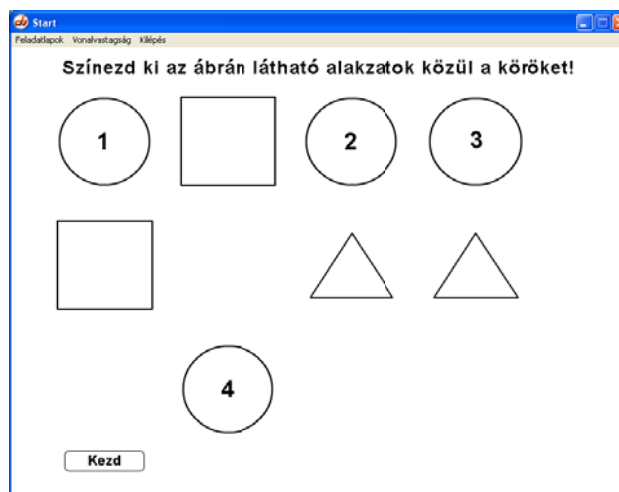 Start
Feladatlapok Vonalvastagság Kilépés
Színezd ki az ábrán látható alakzatok közül a köröket!
1 2 3
4
Kezd